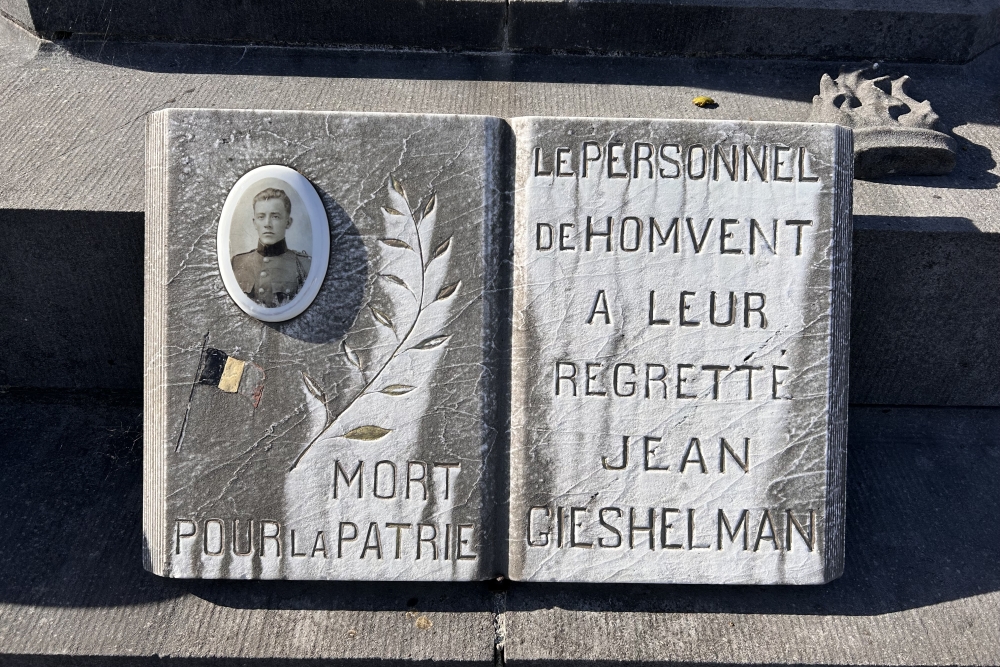 MORT
POUR LA PATRIE
LE PERSONNEL
DE HOMVENT
A LEUR
REGRETTÉ
JEAN
GIESHELMAN